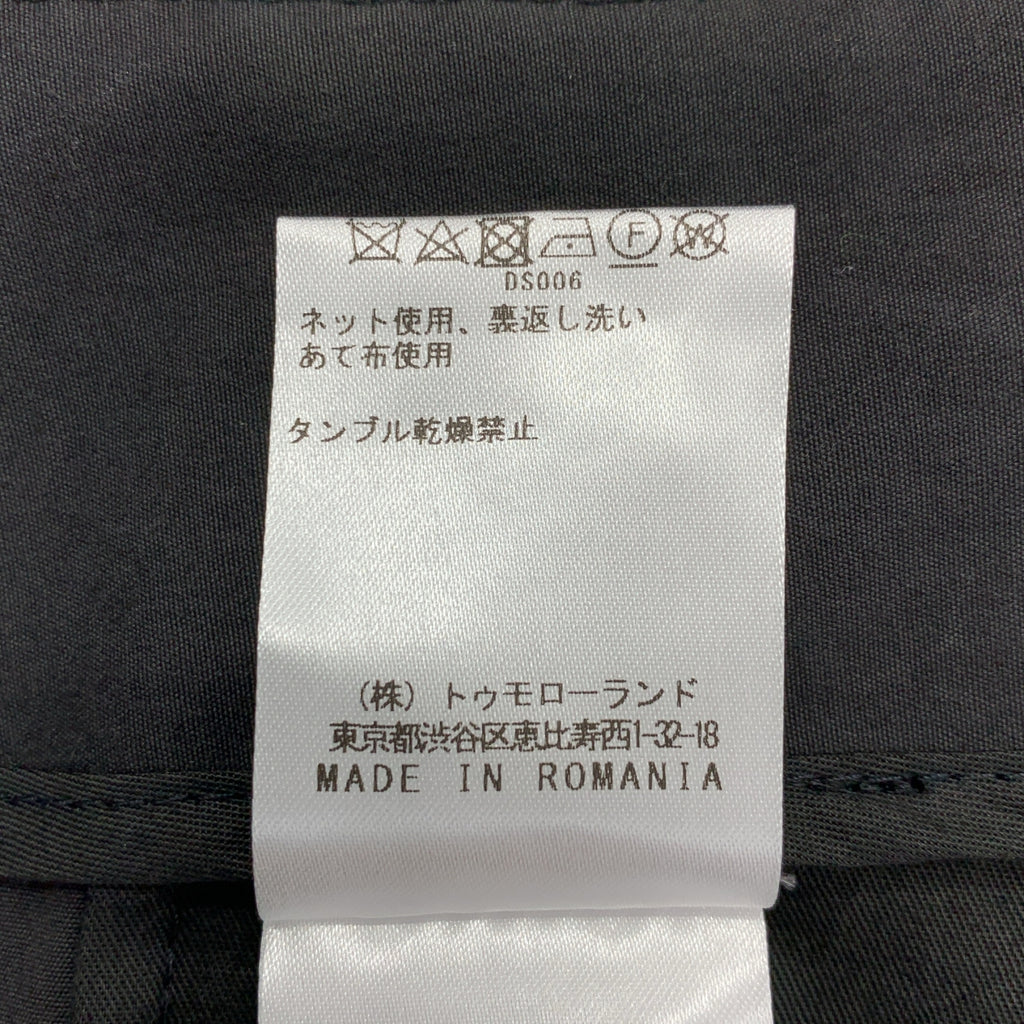 F W
DS006
ネット使用、裏返し洗い
あて布使用
タンブル乾燥禁止
(株) トゥモローランド
東京都渋谷区恵比寿西1-32-18
MADE IN ROMANIA